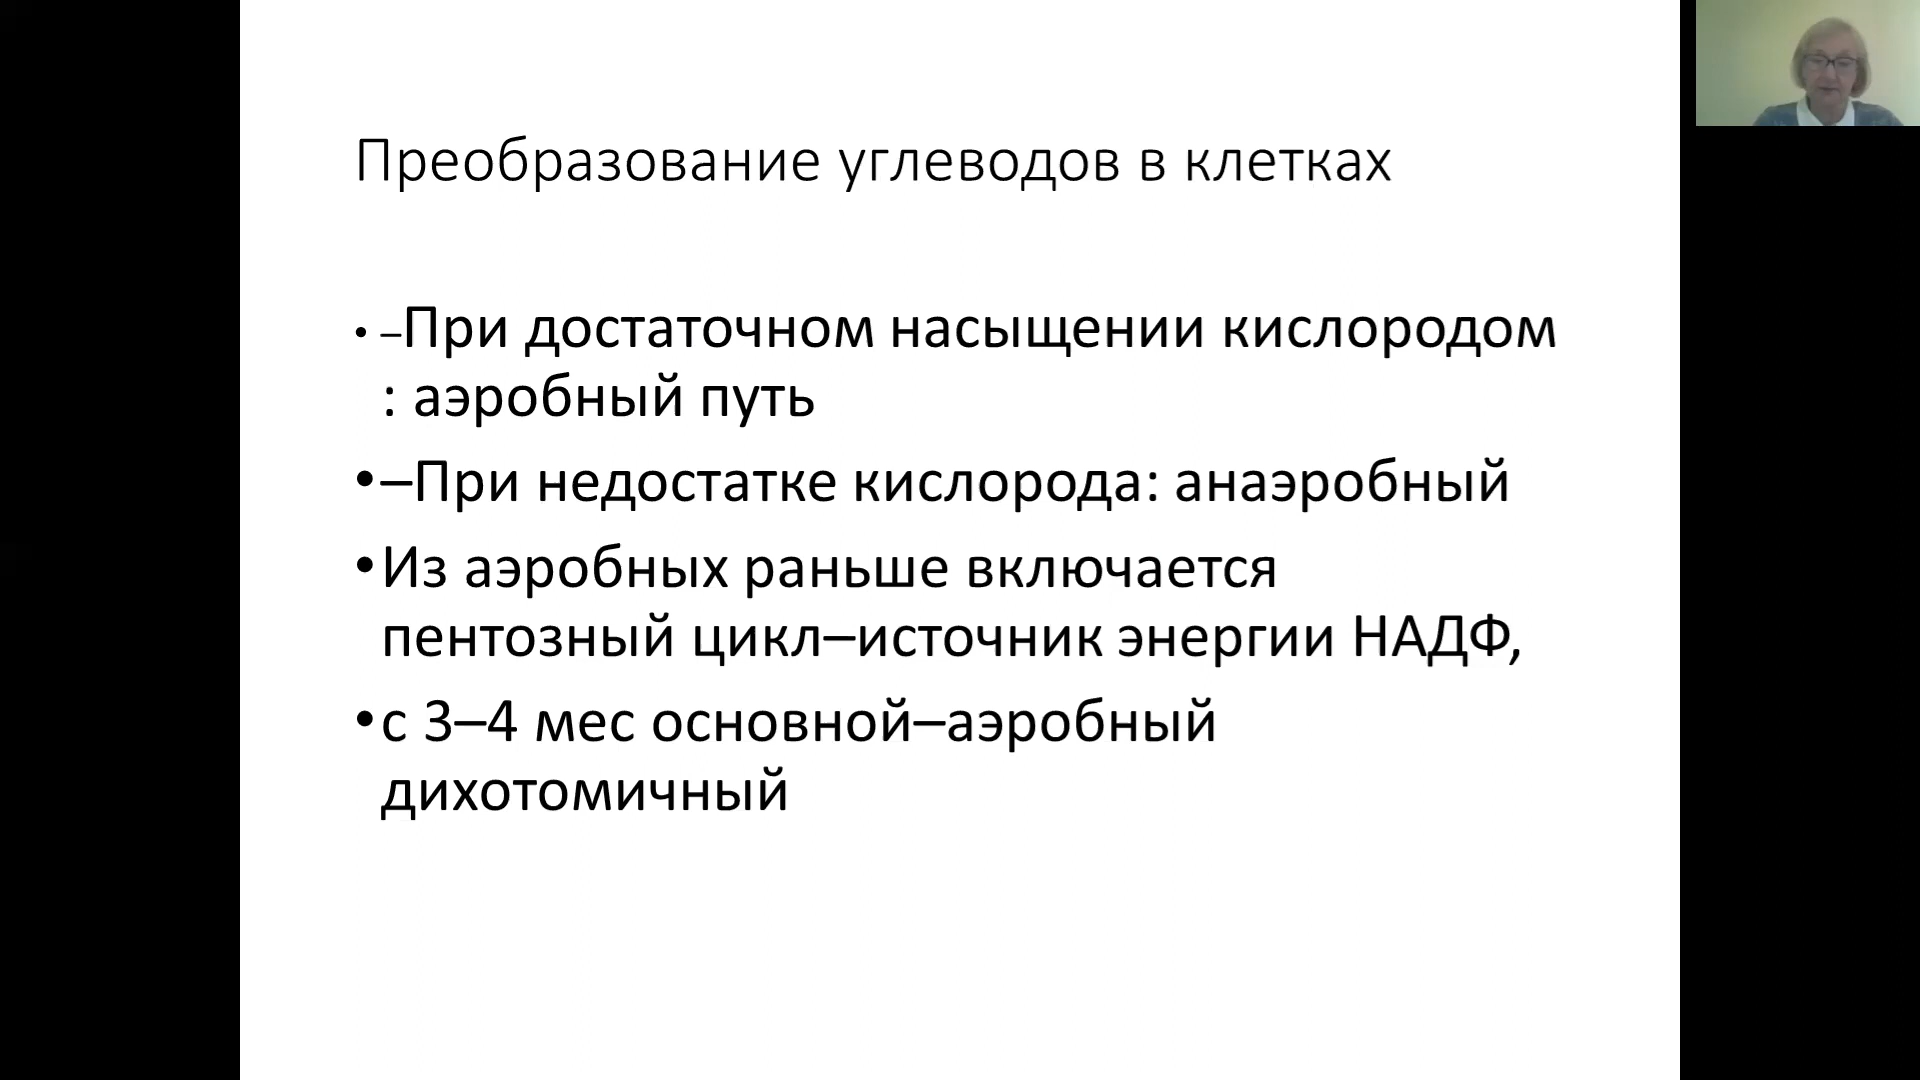 Преобразование углеводов в клетках
• –При достаточном насыщении кислородом
: аэробный путь
•–При недостатке кислорода: анаэробный
•Из аэробных раньше включается
пентозный цикл–источник энергии НАДФ,
•с 3–4 мес основной–аэробный
дихотомичный